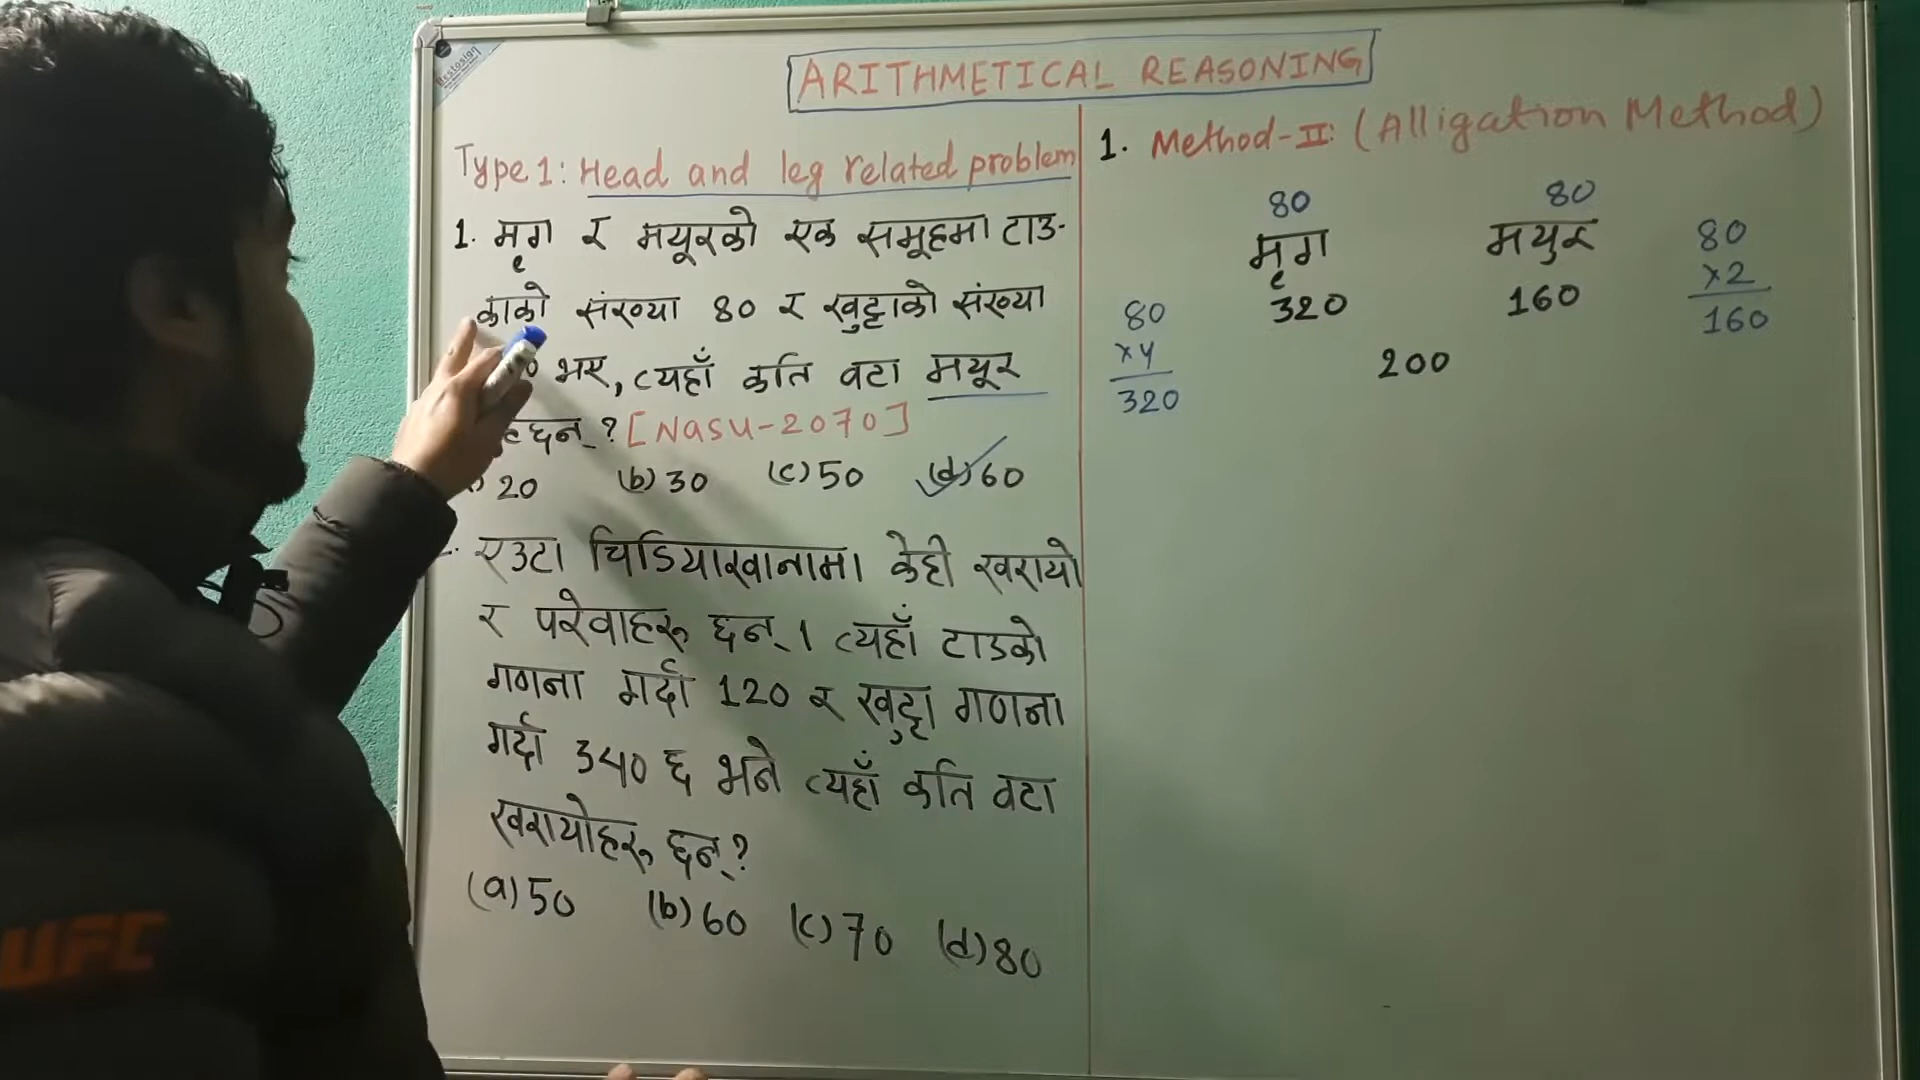 ARITHMETICAL REASONING
Type 1: Head and leg related problem
1. मृग र मयूरको एक समूहमा टाउ-
काको संख्या 80 र खुट्टाको संख्या
भए, त्यहाँ कति वटा मयूर
छन् ? [Nasu-2070]
20 (b) 30 (c) 50 (d) 60
एउटा चिडियाखानामा केही खरायो
र परेवाहरू छन् । त्यहाँ टाउको
गणना गर्दा 120 र खुट्टा गणना
गर्दा 340 छ भने त्यहाँ कति वटा
खरायोहरू छन् ?
(a) 50 (b) 60 (c) 70 (d) 80
1. Method-II: (Alligation Method)
80 80
मृग मयुर
320 160
200
80
×4
320
80
×2
160
UFC